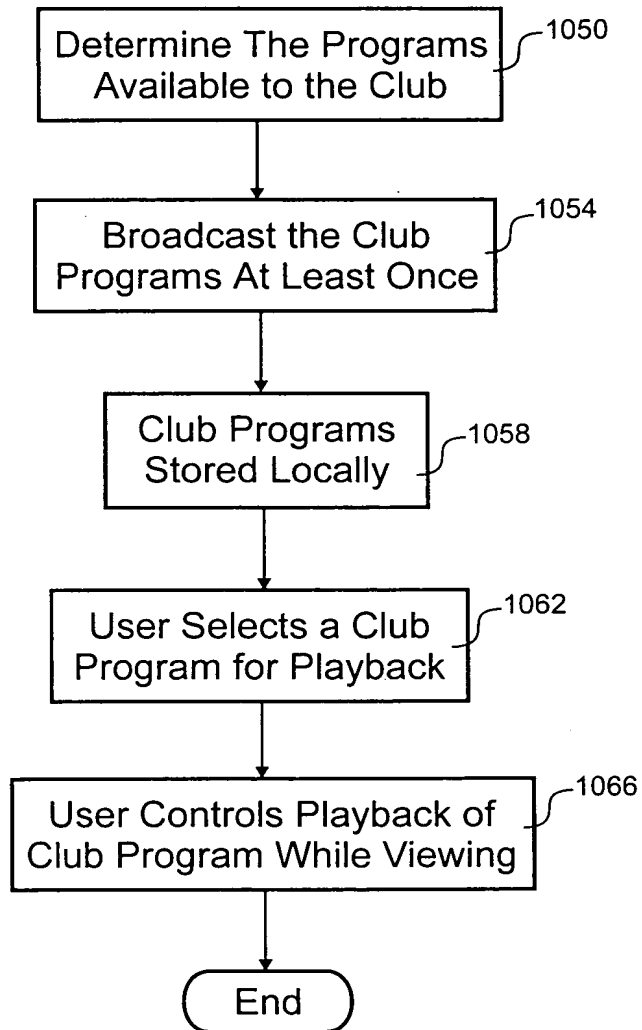 Determine The Programs
Available to the Club
1050
Broadcast the Club
Programs At Least Once
1054
Club Programs
Stored Locally
1058
User Selects a Club
Program for Playback
1062
User Controls Playback of
Club Program While Viewing
1066
End